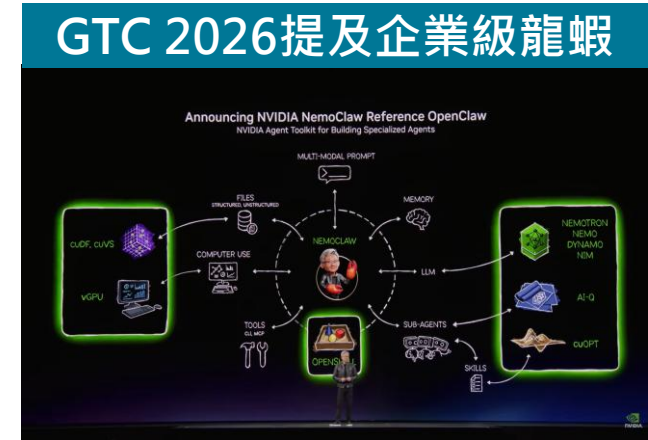 GTC 2026提及企業級龍蝦
Announcing NVIDIA NemoClaw Reference OpenClaw
NVIDIA Agent Toolkit for Building Specialized Agents
MULTI-MODAL PROMPT
FILES
STRUCTURED, UNSTRUCTURED
MEMORY
cuDF, cuVS
NEMOCLAW
NEMOTRON
NEMO
DYNAMO
NIM
COMPUTER USE
LLM
vGPU
AI-Q
TOOLS
CLI, MCP
SUB-AGENTS
OPENSHELL
cuOPT
SKILLS
NVIDIA